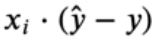 xᵢ · (ŷ − y)